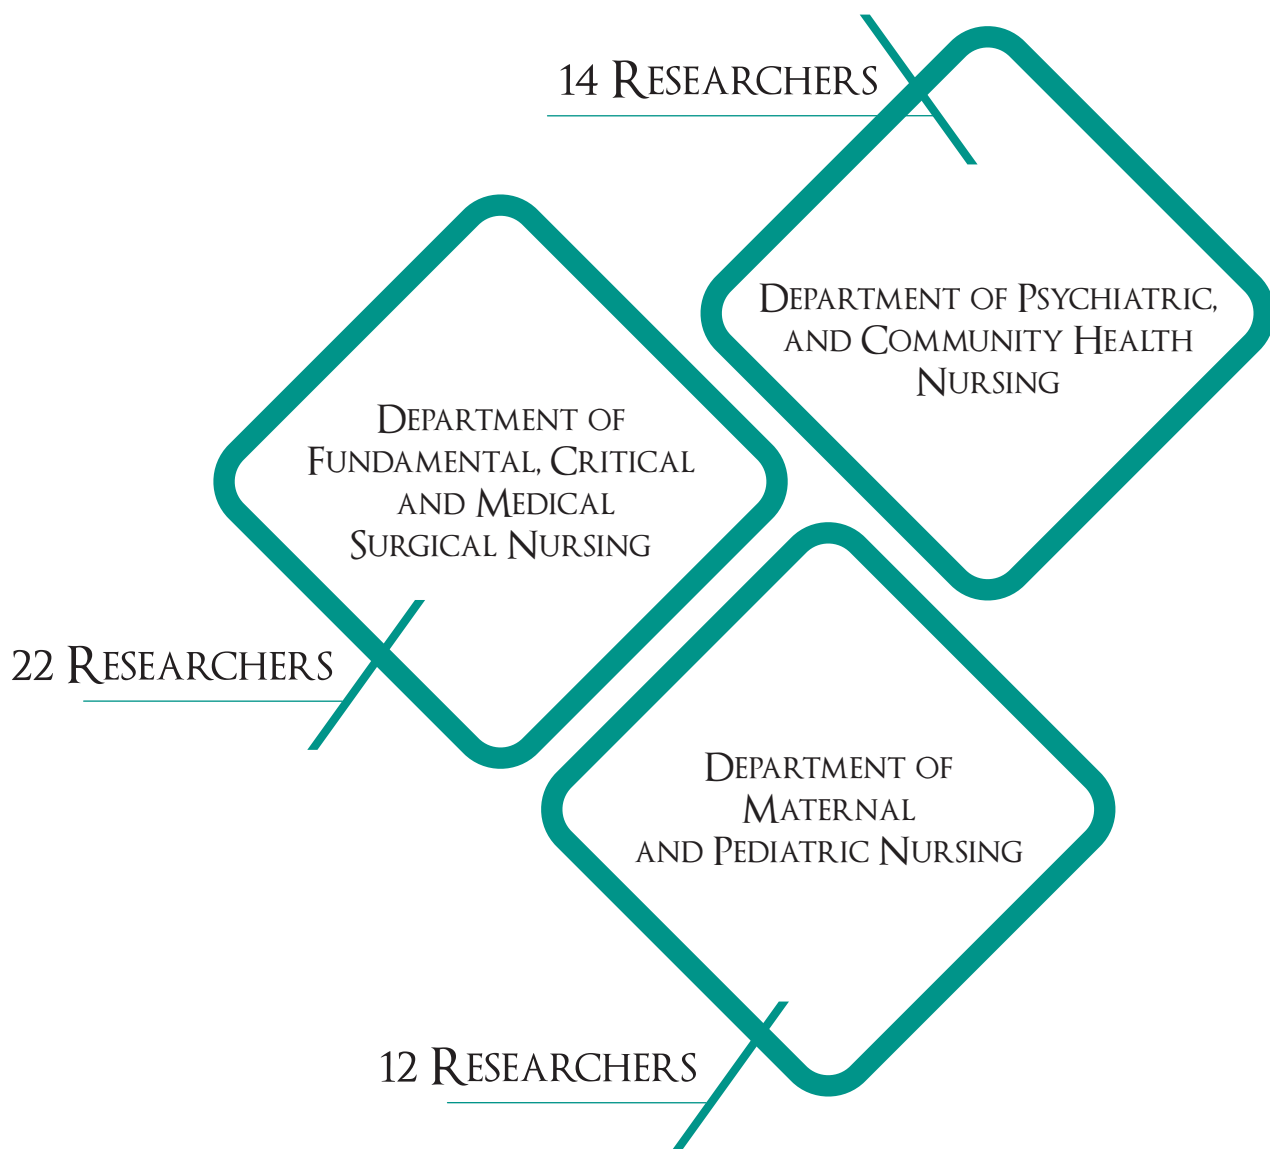 14 Researchers
Department of Psychiatric,
and Community Health
Nursing
Department of
Fundamental, Critical
and Medical
Surgical Nursing
22 Researchers
Department of
Maternal
and Pediatric Nursing
12 Researchers